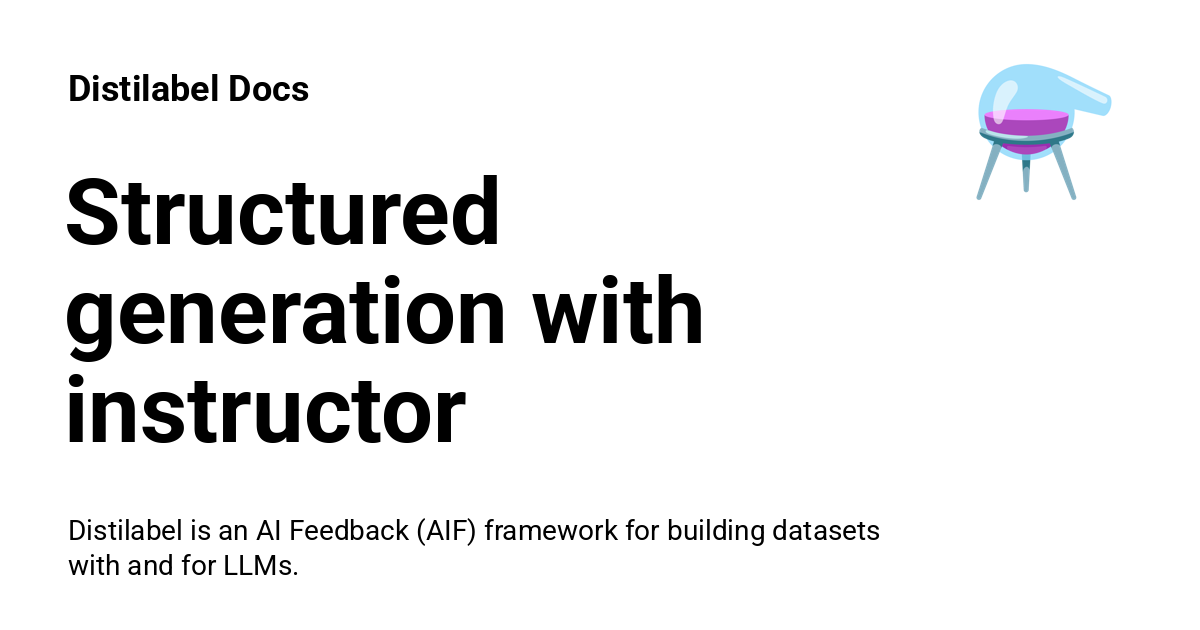 Distilabel Docs
Structured
generation with
instructor
Distilabel is an AI Feedback (AIF) framework for building datasets
with and for LLMs.